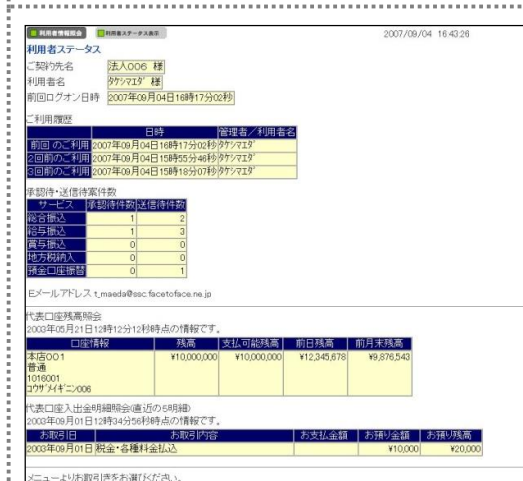 利用者情報照会 利用者ステータス表示 2007/09/04 16:43:26
利用者ステータス
ご契約先名 法人006 様
利用者名 タケシマエダ 様
前回ログオン日時 2007年09月04日16時17分02秒
ご利用履歴
日時 管理者/利用者名
前回 のご利用 2007年09月04日16時17分02秒 タケシマエダ
2回前のご利用 2007年09月04日15時55分46秒 タケシマエダ
3回前のご利用 2007年09月04日15時18分07秒 タケシマエダ
承認待・送信待案件数
サービス 承認待件数 送信待件数
総合振込 1 2
給与振込 1 3
賞与振込 0 0
地方税納入 0 0
預金口座振替 0 1
Eメールアドレス t_maeda@ssc.facetoface.ne.jp
代表口座残高照会
2003年05月21日12時12分12秒時点の情報です。
口座情報 残高 支払可能残高 前日残高 前月末残高
本店001 ¥10,000,000 ¥10,000,000 ¥12,345,678 ¥9,876,543
普通
1016001
コウザメイギニン006
代表口座入出金明細照会(直近の5明細)
2003年09月01日12時34分56秒時点の情報です。
お取引日 お取引内容 お支払金額 お預り金額 お預り残高
2003年09月01日 税金・各種料金払込 ¥10,000 ¥20,000
メニューよりお取引きをお選びください。